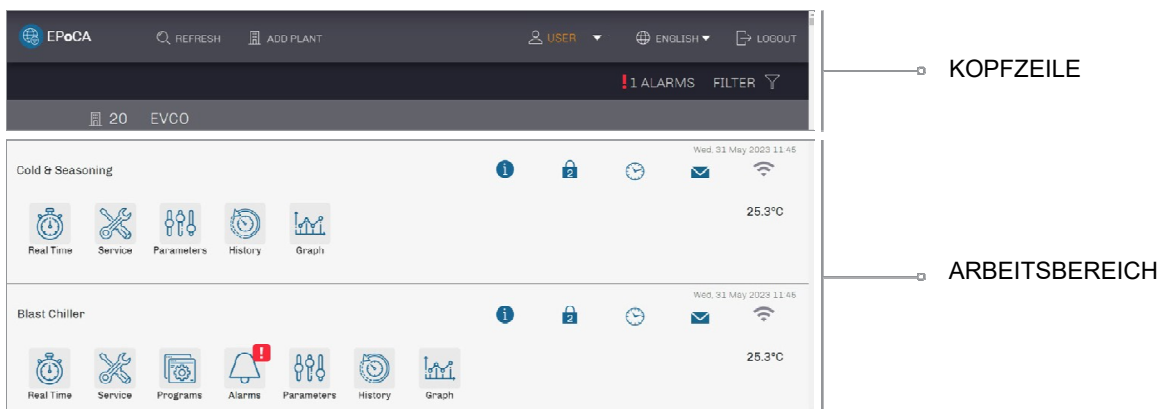 EPoCA REFRESH ADD PLANT USER ENGLISH LOGOUT
! 1 ALARMS FILTER
20 EVCO
KOPFZEILE
Wed, 31 May 2023 11:45
Cold & Seasoning i 2
25.3°C
Real Time Service Parameters History Graph
ARBEITSBEREICH
Wed, 31 May 2023 11:45
Blast Chiller i 2
!
25.3°C
Real Time Service Programs Alarms Parameters History Graph